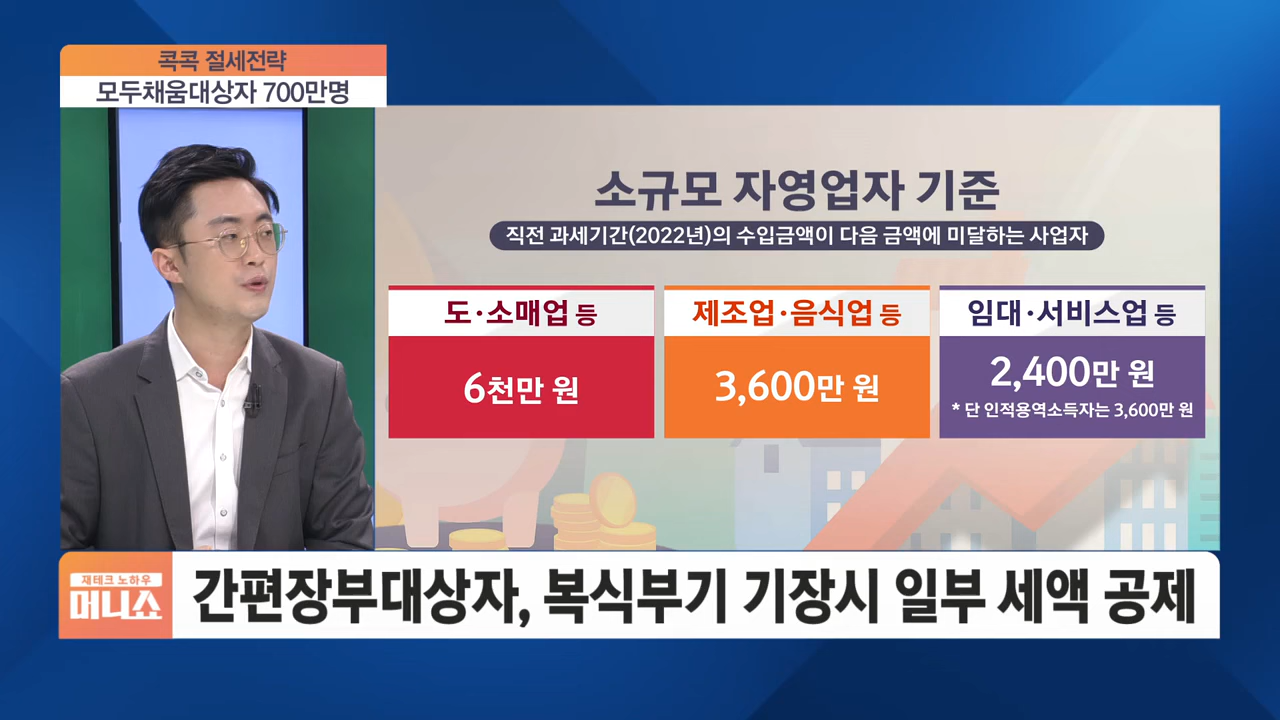 콕콕 절세전략
모두채움대상자 700만명
소규모 자영업자 기준
직전 과세기간(2022년)의 수입금액이 다음 금액에 미달하는 사업자
도·소매업 등
6천만 원
제조업·음식업 등
3,600만 원
임대·서비스업 등
2,400만 원
* 단 인적용역소득자는 3,600만 원
재테크 노하우
머니쇼
간편장부대상자, 복식부기 기장시 일부 세액 공제